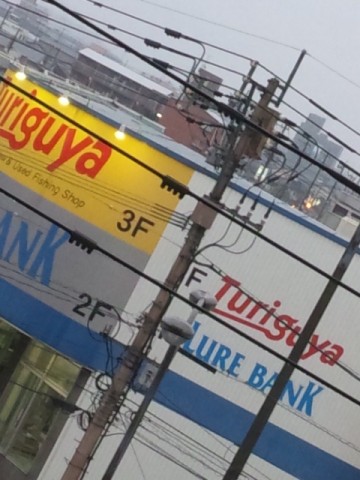 Turiguya
& Used Fishing Shop
3F
BANK
2F
F
Turiguya
LURE BANK